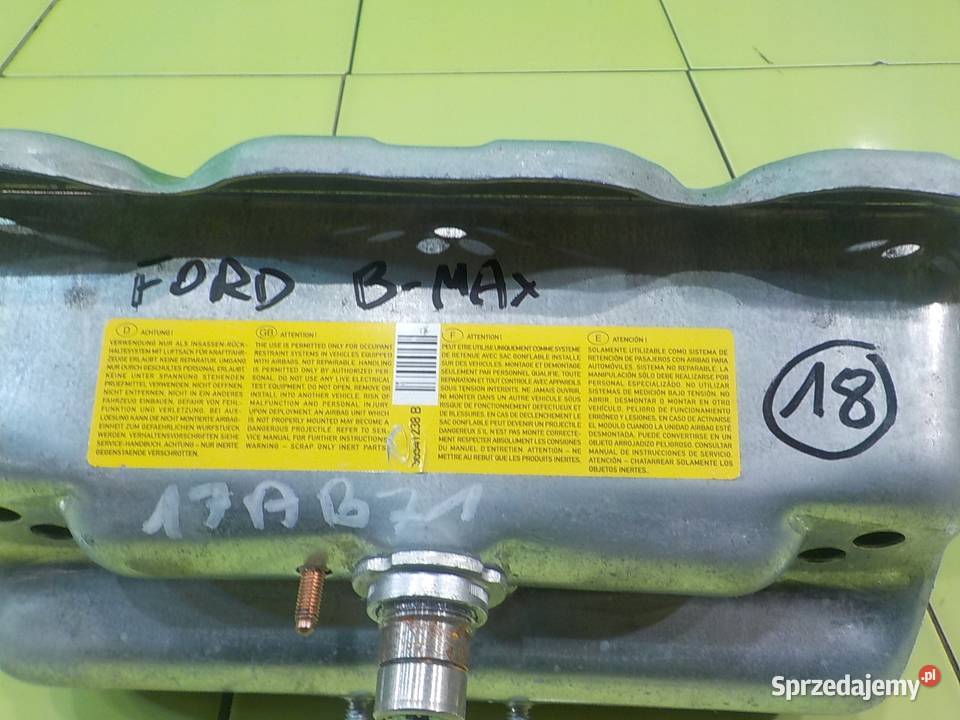 FORD B-MAX
D ACHTUNG!
VERWENDUNG NUR ALS INSASSEN-RÜCK-
HALTESYSTEM MIT LUFTSACK FÜR KRAFTFAHR-
ZEUGE ERLAUBT. KEINE REPARATUR, UMGANG
NUR DURCH GESCHULTES PERSONAL ERLAUBT.
KEINE UNTER SPANNUNG STEHENDEN
PRÜFMITTEL VERWENDEN. NICHT ÖFFNEN.
NICHT ENTFERNEN. NICHT IN EIN ANDERES
FAHRZEUG EINBAUEN. GEFAHR VON FEHL-
FUNKTION UND VERLETZUNG. BEI AUS-
LÖSUNG KANN DIE NICHT MONTIERTE AIRBAG-
EINHEIT ZUM GEFÄHRLICHEN WURFSTUECK
WERDEN. VERHALTENSVORSCHRIFTEN SIEHE
SERVICE-HANDBUCH. ACHTUNG - NUR INERTE
GEGENSTÄNDE VERSCHROTTEN.
GB ATTENTION!
THE USE IS PERMITTED ONLY FOR OCCUPANT
RESTRAINT SYSTEMS IN VEHICLES EQUIPPED
WITH AIRBAGS. NOT REPAIRABLE. HANDLING
IS PERMITTED ONLY BY AUTHORIZED PER-
SONAL. DO NOT USE ANY LIVE ELECTRICAL
TEST EQUIPMENT. DO NOT OPEN, REMOVE OR
INSTALL INTO ANOTHER VEHICLE. RISK OF
MALFUNCTION AND PERSONAL IN JURY
UPON DEPLOYMENT. AN AIRBAG UNIT WHICH
IS NOT PROPERLY MOUNTED MAY BECOME A
DANGEROUS PROJECTILE. REFER TO SER-
VICE MANUAL FOR FURTHER INSTRUCTIONS
WARNING – SCRAP ONLY INERT PARTS
F ATTENTION!
PEUT ETRE UTILISE UNIQUEMENT COMME SYSTEME
DE RETENUE AVEC SAC GONFLABLE INSTALLE
SUR DES VEHICULES. MONTAGE ET DEMONTAGE
SEULEMENT PAR PERSONNEL QUALIFIE. TOUTE
REPARATION ET TOUT CONTROLE AVEC APPAREILS
SOUS TENSION INTERDITS. NE JAMAIS OUVRIR,
NI MONTER DANS UN AUTRE VEHICULE SOUS
RISQUE DE FONCTIONNEMENT DEFECTUEUX ET
DE BLESSURES. EN CAS DE DECLENCHEMENT LE
SAC GONFLABLE PEUT DEVENIR UN PROJECTILE
DANGEREUX S'IL N'EST PAS MONTE CORRECTE-
MENT. RESPECTER ABSOLUMENT LES CONSIGNES
DU MANUEL D'ENTRETIEN. ATTENTION – NE
METTRE AU REBUT QUE LES PRODUITS INERTES.
E ATENCIÓN!
SOLAMENTE UTILIZABLE COMO SISTEMA DE
RETENCIÓN DE PASAJEROS CON AIRBAG PARA
AUTOMÓVILES. SISTEMA NO REPARABLE. LA
MANIPULACIÓN SOLO DEBE REALIZARSE POR
PERSONAL ESPECIALIZADO. NO UTILIZAR
SISTEMAS DE MEDICIÓN BAJO TENSIÓN. NO
ABRIR, DESMONTAR O MONTAR EN OTRO
VEHÍCULO. PELIGRO DE FUNCIONAMIENTO
ERRÓNEO Y LESIONES. EN CASO DE ACTIVARSE
EL MODULO CUANDO LA UNIDAD AIRBAG ESTE
DESMONTADA, PUEDE CONVERTIRSE EN UN
OBJETO ARROJADIZO PELIGROSO. CONSULTAR
MANUAL DE INSTRUCCIONES DE SERVICIO.
ATENCIÓN – CHATARREAR SOLAMENTE LOS
OBJETOS INERTES.
18
17AB71
Sprzedajemy.pl